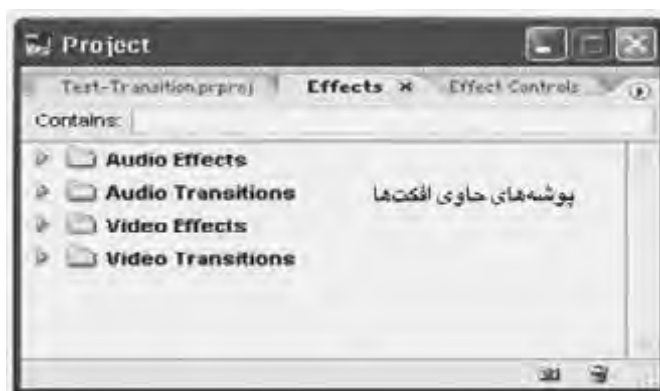 Project
Test-Transition.prproj Effects × Effect Controls
Contains:
Audio Effects
Audio Transitions
پوشه‌های حاوی افکت‌ها
Video Effects
Video Transitions